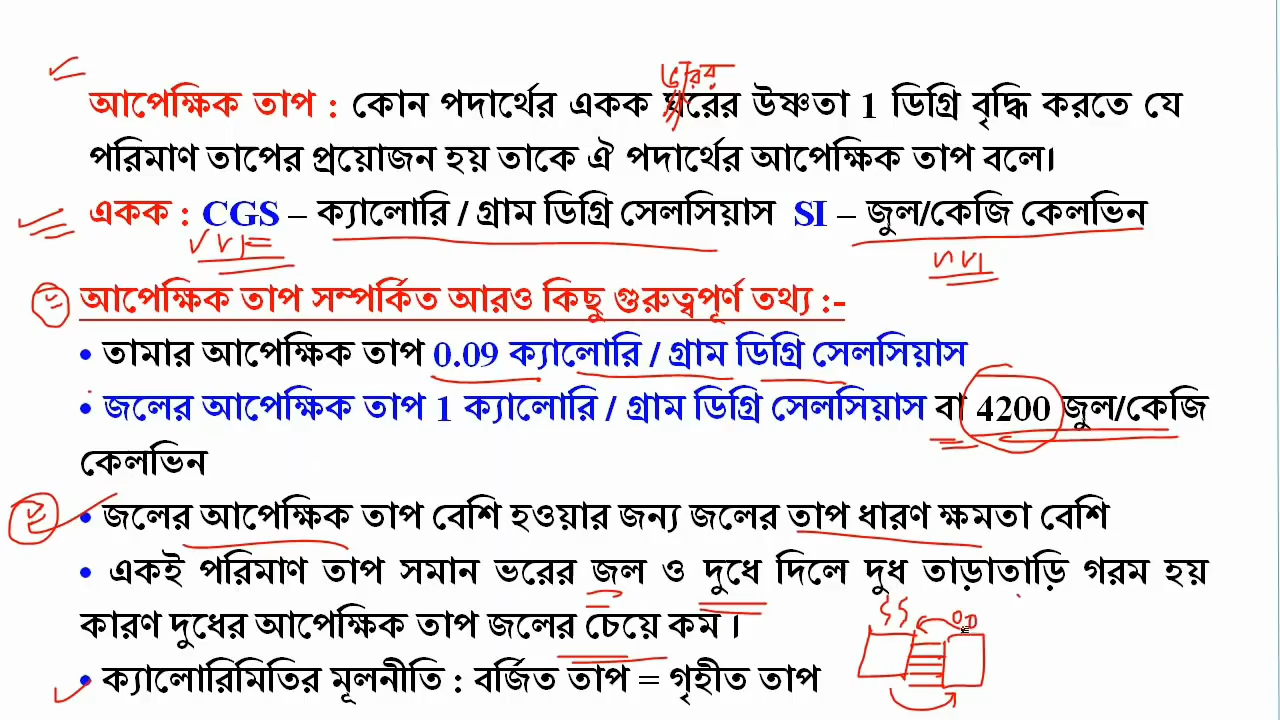 ভরের
আপেক্ষিক তাপ : কোন পদার্থের একক ঘরের উষ্ণতা 1 ডিগ্রি বৃদ্ধি করতে যে
পরিমাণ তাপের প্রয়োজন হয় তাকে ঐ পদার্থের আপেক্ষিক তাপ বলে।
একক : CGS – ক্যালোরি / গ্রাম ডিগ্রি সেলসিয়াস SI – জুল/কেজি কেলভিন
আপেক্ষিক তাপ সম্পর্কিত আরও কিছু গুরুত্বপূর্ণ তথ্য :-
• তামার আপেক্ষিক তাপ 0.09 ক্যালোরি / গ্রাম ডিগ্রি সেলসিয়াস
• জলের আপেক্ষিক তাপ 1 ক্যালোরি / গ্রাম ডিগ্রি সেলসিয়াস বা 4200 জুল/কেজি
কেলভিন
• জলের আপেক্ষিক তাপ বেশি হওয়ার জন্য জলের তাপ ধারণ ক্ষমতা বেশি
• একই পরিমাণ তাপ সমান ভরের জল ও দুধে দিলে দুধ তাড়াতাড়ি গরম হয়
কারণ দুধের আপেক্ষিক তাপ জলের চেয়ে কম।
• ক্যালোরিমিতির মূলনীতি : বর্জিত তাপ = গৃহীত তাপ